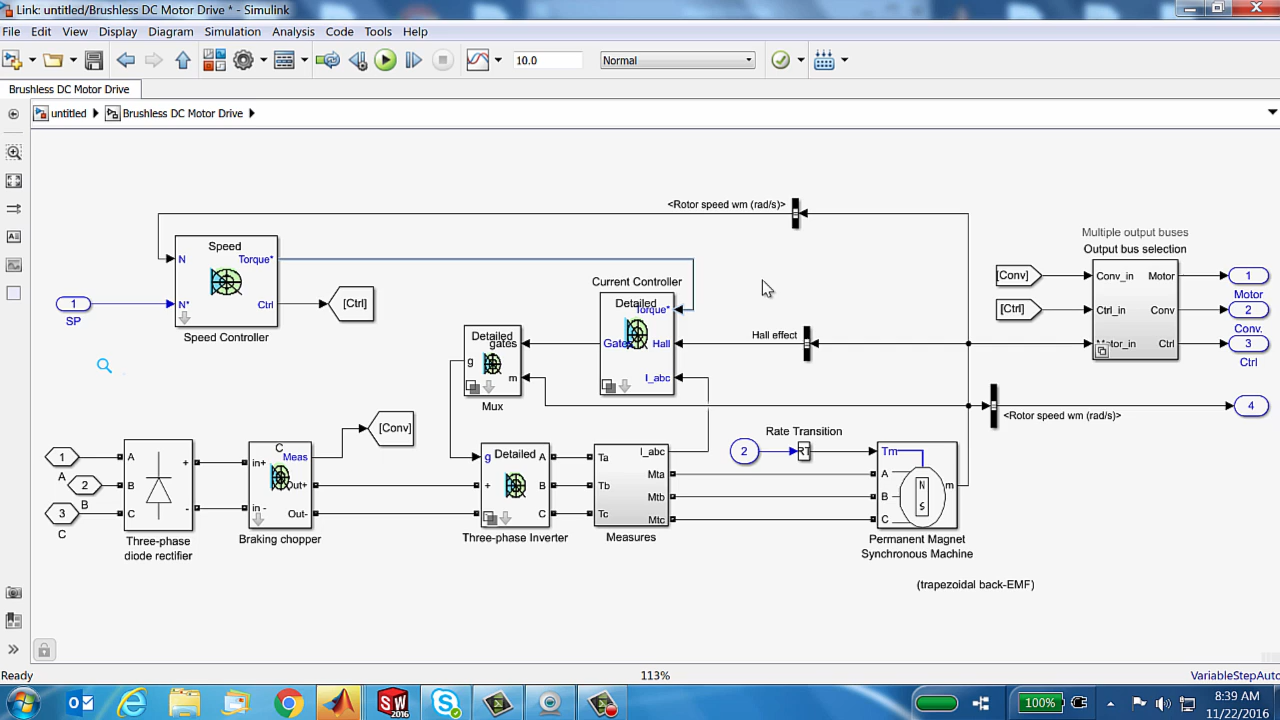 Link: untitled/Brushless DC Motor Drive * - Simulink
File Edit View Display Diagram Simulation Analysis Code Tools Help
10.0
Normal
Brushless DC Motor Drive
untitled Brushless DC Motor Drive
<Rotor speed wm (rad/s)>
Multiple output buses
Output bus selection
Speed
N
Torque*
N*
Ctrl
Speed Controller
1
SP
[Ctrl]
Current Controller
Detailed
Torque*
Gates
Hall
I_abc
Hall effect
[Conv]
[Ctrl]
Conv_in
Motor
Ctrl_in
Conv
Ctrl
1
Motor
2
Conv.
3
Ctrl
Detailed
gates
g
m
Mux
<Rotor speed wm (rad/s)>
4
[Conv]
1
A
2
B
3
C
A
+
B
C
-
Three-phase
diode rectifier
C
Meas
in+
Out+
in -
Out-
Braking chopper
g
Detailed
A
+
B
C
Three-phase Inverter
Ta
I_abc
Mta
Tb
Mtb
Tc
Mtc
Measures
Rate Transition
2
RT
Tm
A
B
C
N
S
m
Permanent Magnet
Synchronous Machine
(trapezoidal back-EMF)
Ready
113%
VariableStepAuto
SW
2016
100%
8:39 AM
11/22/2016